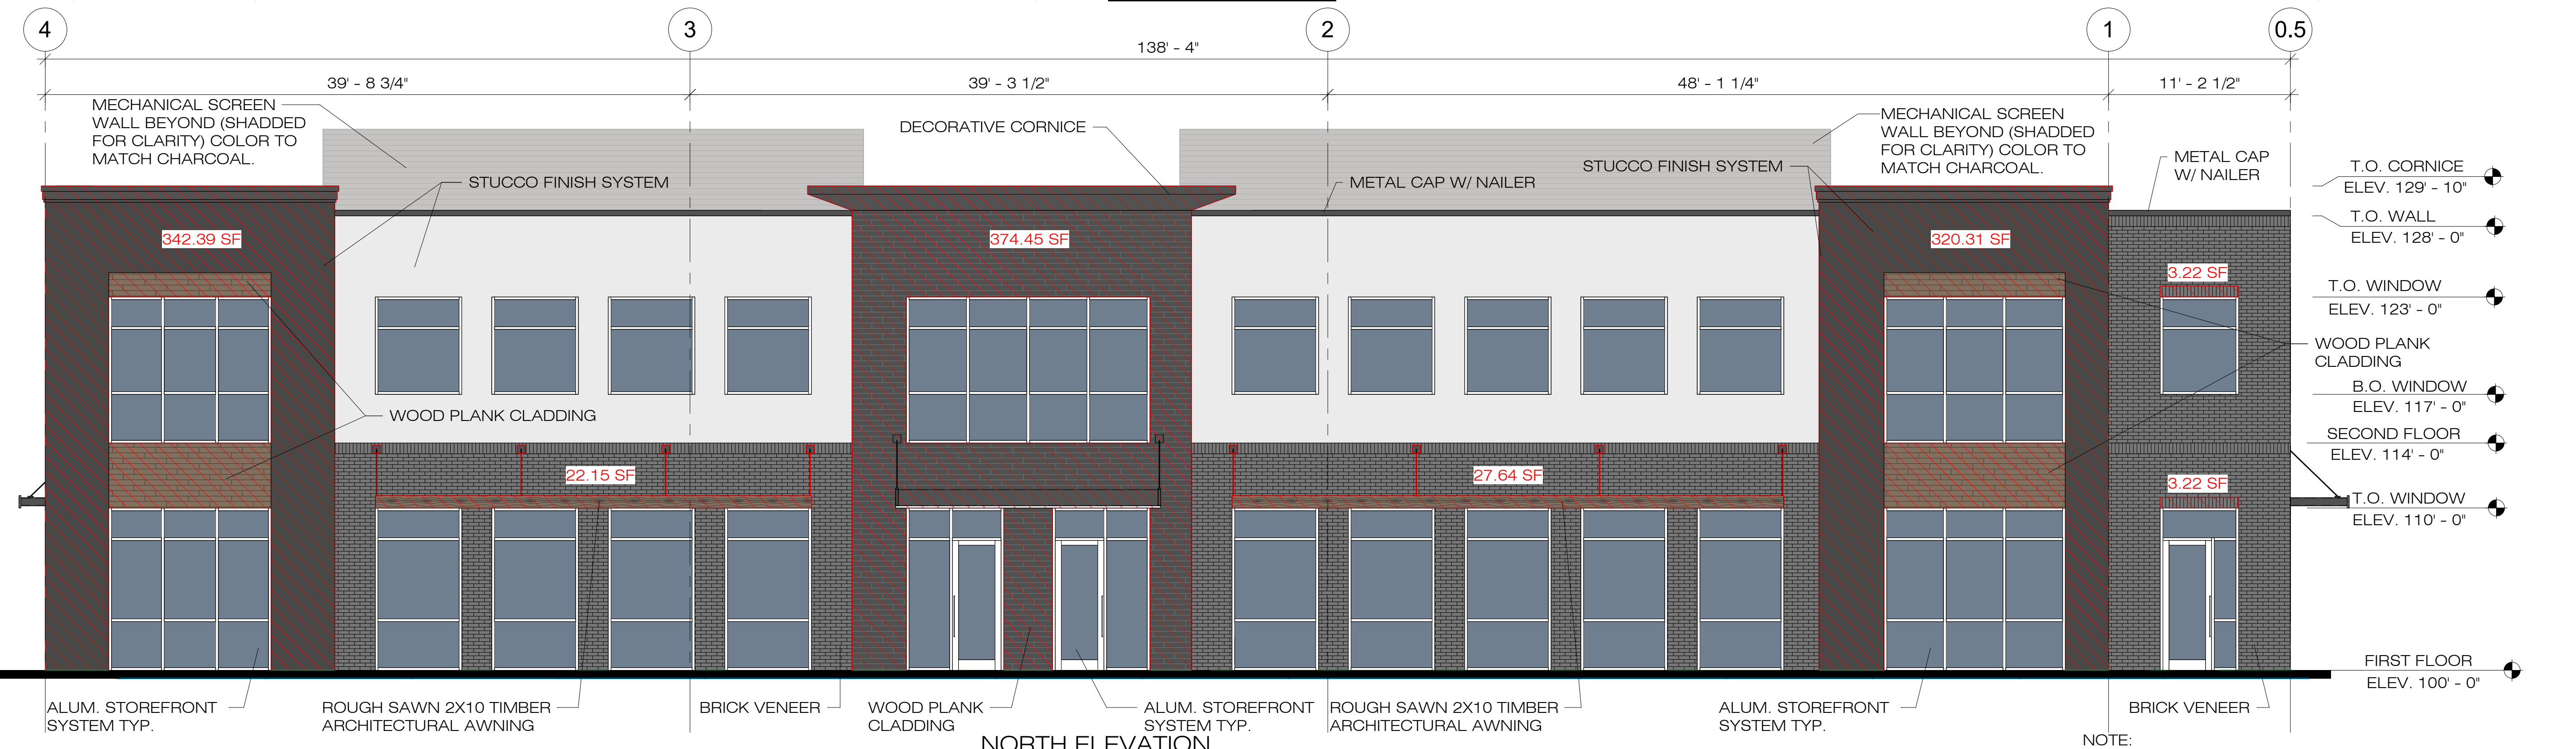 4
3
2
1
0.5
138' - 4"
39' - 8 3/4"
39' - 3 1/2"
48' - 1 1/4"
11' - 2 1/2"
MECHANICAL SCREEN
WALL BEYOND (SHADDED
FOR CLARITY) COLOR TO
MATCH CHARCOAL.
STUCCO FINISH SYSTEM
DECORATIVE CORNICE
METAL CAP W/ NAILER
STUCCO FINISH SYSTEM
MECHANICAL SCREEN
WALL BEYOND (SHADDED
FOR CLARITY) COLOR TO
MATCH CHARCOAL.
METAL CAP
W/ NAILER
T.O. CORNICE
ELEV. 129' - 10"
T.O. WALL
ELEV. 128' - 0"
T.O. WINDOW
ELEV. 123' - 0"
WOOD PLANK
CLADDING
B.O. WINDOW
ELEV. 117' - 0"
SECOND FLOOR
ELEV. 114' - 0"
T.O. WINDOW
ELEV. 110' - 0"
FIRST FLOOR
ELEV. 100' - 0"
342.39 SF
374.45 SF
320.31 SF
3.22 SF
WOOD PLANK CLADDING
22.15 SF
27.64 SF
3.22 SF
ALUM. STOREFRONT
SYSTEM TYP.
ROUGH SAWN 2X10 TIMBER
ARCHITECTURAL AWNING
BRICK VENEER
WOOD PLANK
CLADDING
ALUM. STOREFRONT
SYSTEM TYP.
ROUGH SAWN 2X10 TIMBER
ARCHITECTURAL AWNING
ALUM. STOREFRONT
SYSTEM TYP.
BRICK VENEER
NORTH ELEVATION
NOTE: